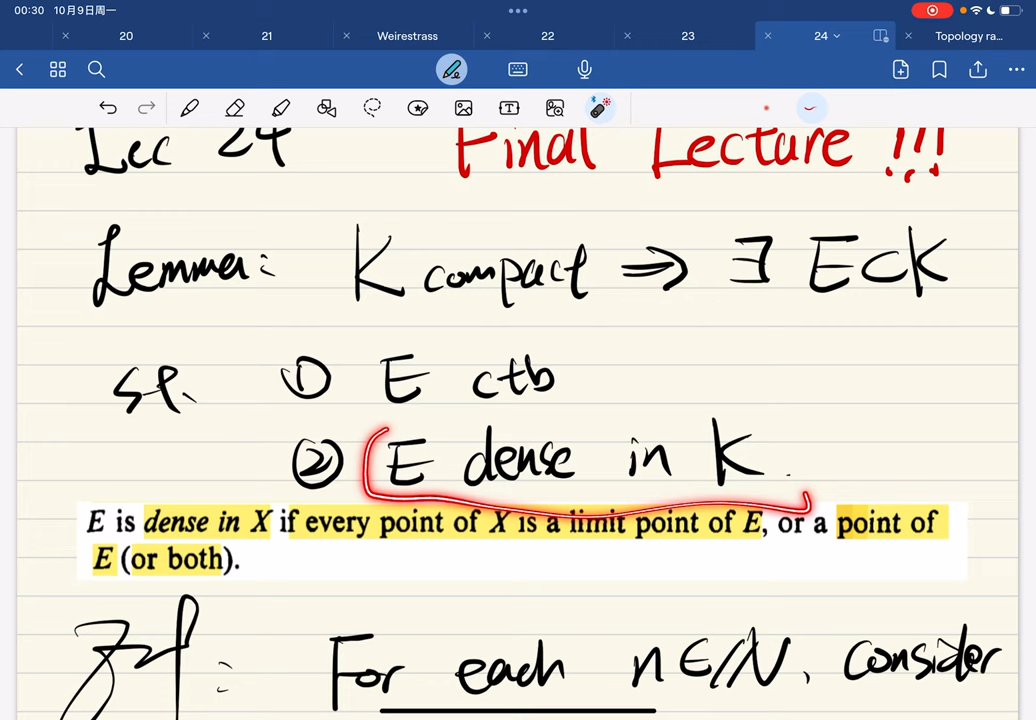 00:30 10月9日周一
20 21 Weirestrass 22 23 24 Topology ra...
Lec 24 Final Lecture !!!
Lemma: K compact ⇒ ∃ E⊂K
s.t. ① E ctb
② E dense in K.
E is dense in X if every point of X is a limit point of E, or a point of
E (or both).
Pf: For each n∈ℕ, consider